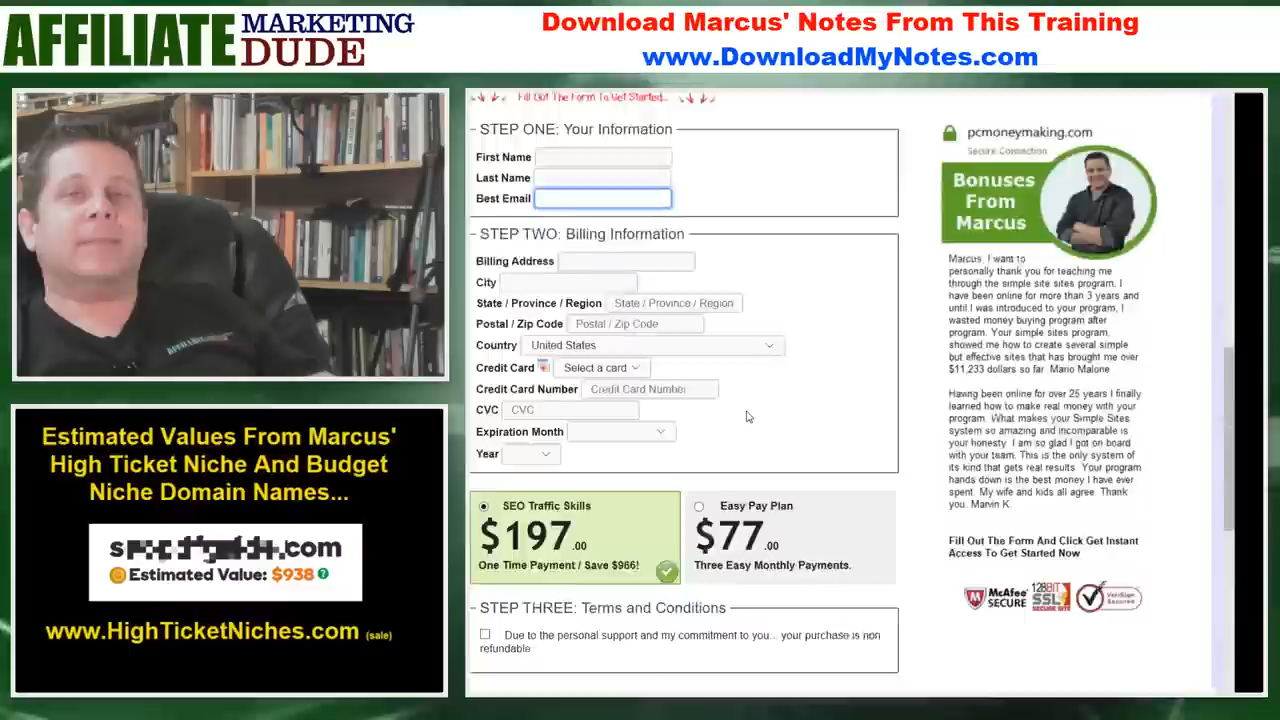 AFFILIATE MARKETING DUDE
Download Marcus' Notes From This Training
www.DownloadMyNotes.com
Fill Out The Form To Get Started...
STEP ONE: Your Information
First Name
Last Name
Best Email
STEP TWO: Billing Information
Billing Address
City
State / Province / Region State / Province / Region
Postal / Zip Code Postal / Zip Code
Country United States
Credit Card Select a card
Credit Card Number Credit Card Number
CVC CVC
Expiration Month
Year
SEO Traffic Skills
$197.00
One Time Payment / Save $966!
Easy Pay Plan
$77.00
Three Easy Monthly Payments.
STEP THREE: Terms and Conditions
Due to the personal support and my commitment to you... your purchase is non
refundable
pcmoneymaking.com
Secure Connection
Bonuses
From
Marcus
Marcus, I want to
personally thank you for teaching me
through the simple site sites program. I
have been online for more than 3 years and
until I was introduced to your program, I
wasted money buying program after
program. Your simple sites program,
showed me how to create several simple
but effective sites that has brought me over
$11,233 dollars so far Mario Malone
Having been online for over 25 years I finally
learned how to make real money with your
program. What makes your Simple Sites
system so amazing and incomparable is
your honesty. I am so glad I got on board
with your team. This is the only system of
its kind that gets real results. Your program
hands down is the best money I have ever
spent. My wife and kids all agree. Thank
you. Marvin K.
Fill Out The Form And Click Get Instant
Access To Get Started Now
McAfee SECURE
128BIT SSL SECURE SITE
VeriSign Secured
AFFILIATE
Estimated Values From Marcus'
High Ticket Niche And Budget
Niche Domain Names...
.com
Estimated Value: $938 ?
www.HighTicketNiches.com (sale)